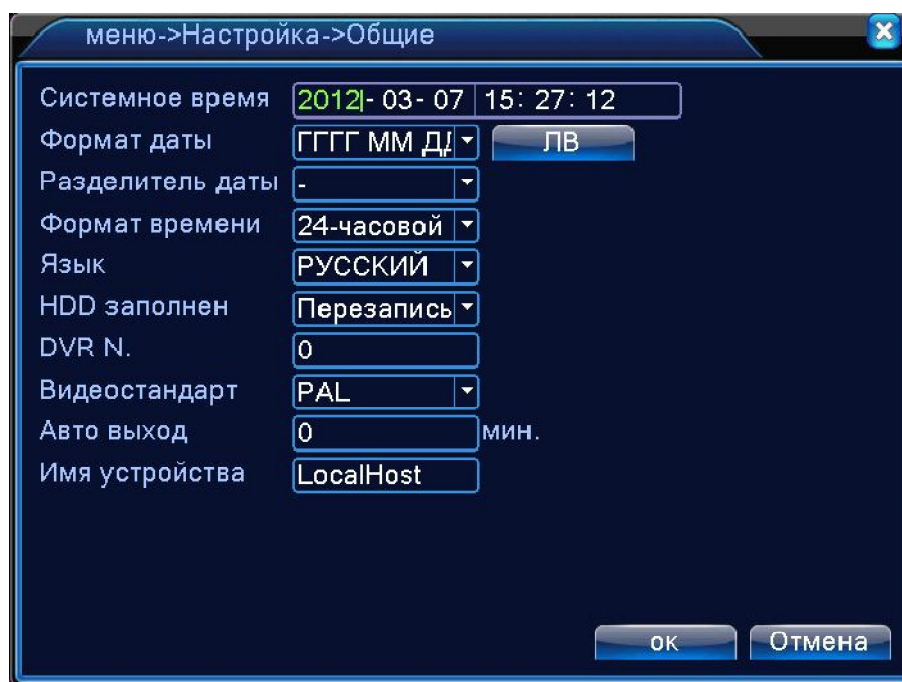 меню->Настройка->Общие
Системное время 2012- 03- 07 15: 27: 12
Формат даты ГГГГ ММ ДД ЛВ
Разделитель даты -
Формат времени 24-часовой
Язык РУССКИЙ
HDD заполнен Перезапись
DVR N. 0
Видеостандарт PAL
Авто выход 0 мин.
Имя устройства LocalHost
ок Отмена